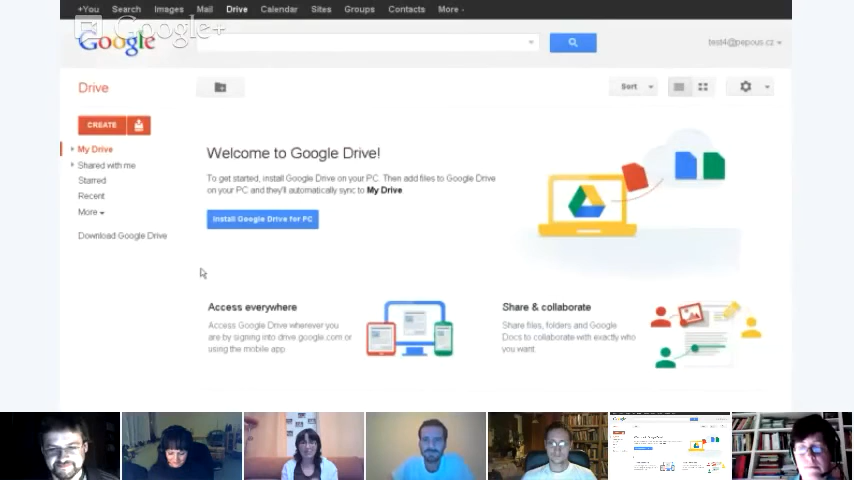 +You Search Images Mail Drive Calendar Sites Groups Contacts More
Google+
Google
test4@pepous.cz
Drive
Sort
CREATE
My Drive
Shared with me
Starred
Recent
More
Download Google Drive
Welcome to Google Drive!
To get started, install Google Drive on your PC. Then add files to Google Drive
on your PC and they'll automatically sync to My Drive
Install Google Drive for PC
Access everywhere
Access Google Drive wherever you
are by signing into drive.google.com or
using the mobile app
Share & collaborate
Share files, folders and Google
Docs to collaborate with exactly who
you want.